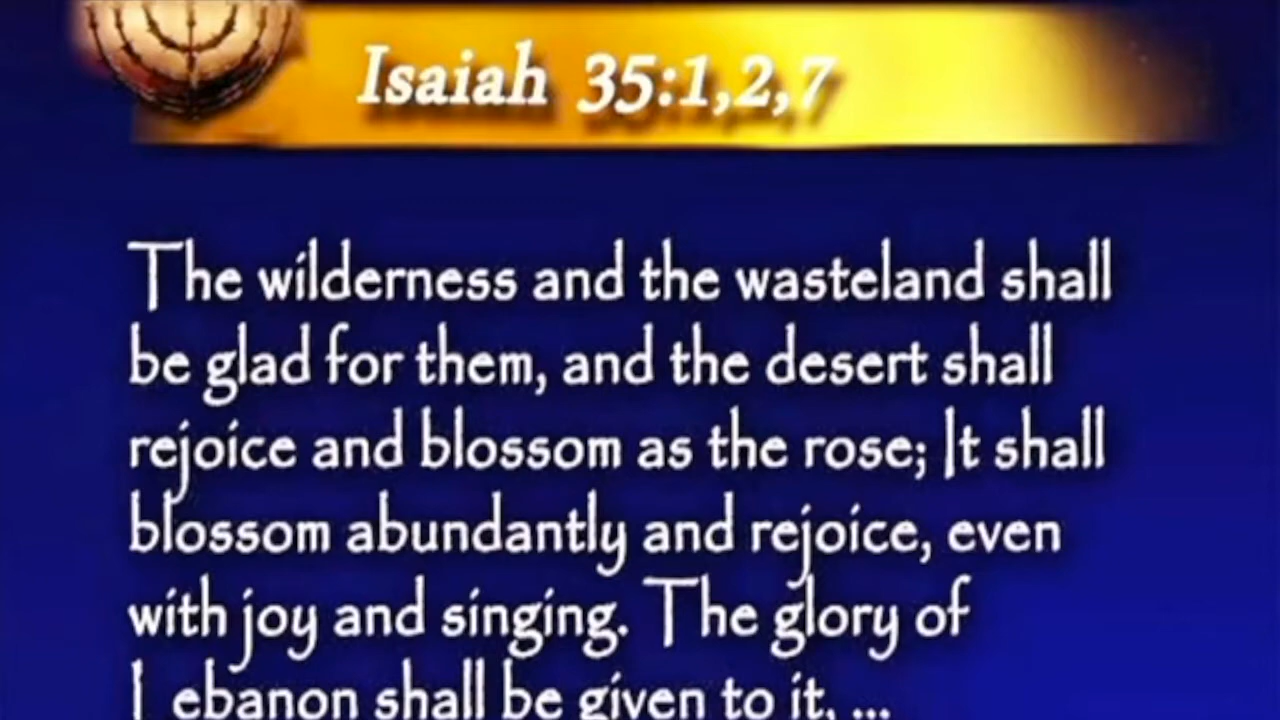 Isaiah 35:1,2,7
The wilderness and the wasteland shall
be glad for them, and the desert shall
rejoice and blossom as the rose; It shall
blossom abundantly and rejoice, even
with joy and singing. The glory of
Lebanon shall be given to it, ...